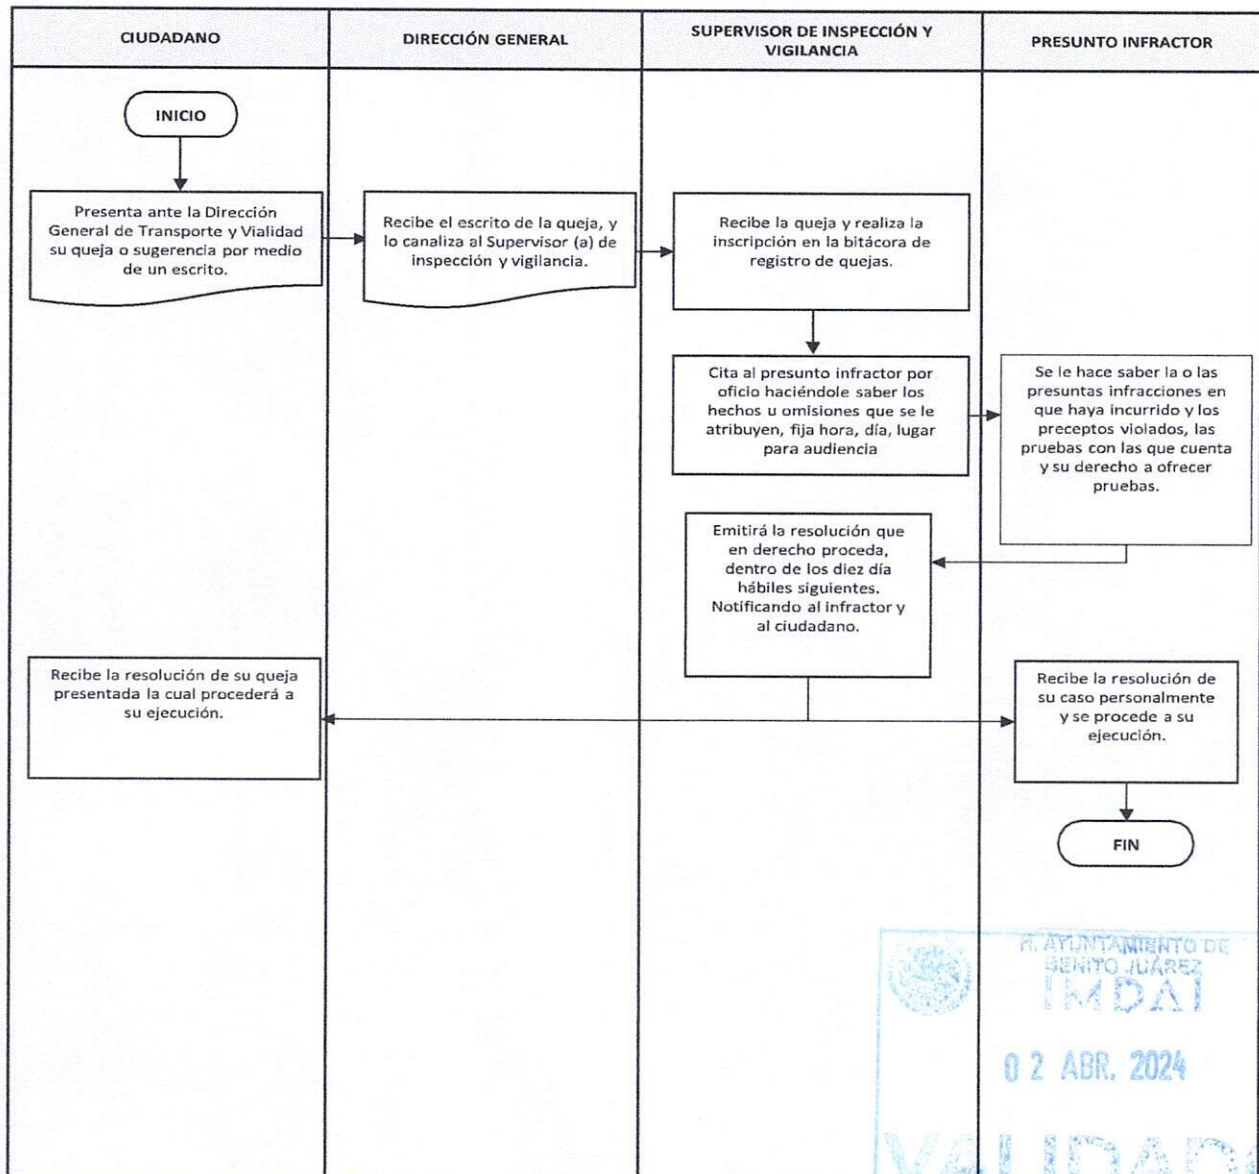 CIUDADANO
DIRECCIÓN GENERAL
SUPERVISOR DE INSPECCIÓN Y
VIGILANCIA
PRESUNTO INFRACTOR
INICIO
Presenta ante la Dirección
General de Transporte y Vialidad
su queja o sugerencia por medio
de un escrito.
Recibe el escrito de la queja, y
lo canaliza al Supervisor (a) de
inspección y vigilancia.
Recibe la queja y realiza la
inscripción en la bitácora de
registro de quejas.
Cita al presunto infractor por
oficio haciéndole saber los
hechos u omisiones que se le
atribuyen, fija hora, día, lugar
para audiencia
Se le hace saber la o las
presuntas infracciones en
que haya incurrido y los
preceptos violados, las
pruebas con las que cuenta
y su derecho a ofrecer
pruebas.
Emitirá la resolución que
en derecho proceda,
dentro de los diez día
hábiles siguientes.
Notificando al infractor y
al ciudadano.
Recibe la resolución de su queja
presentada la cual procederá a
su ejecución.
Recibe la resolución de
su caso personalmente
y se procede a su
ejecución.
FIN
H. AYUNTAMIENTO DE
BENITO JUÁREZ
IMDAI
02 ABR. 2024
VALIDAD